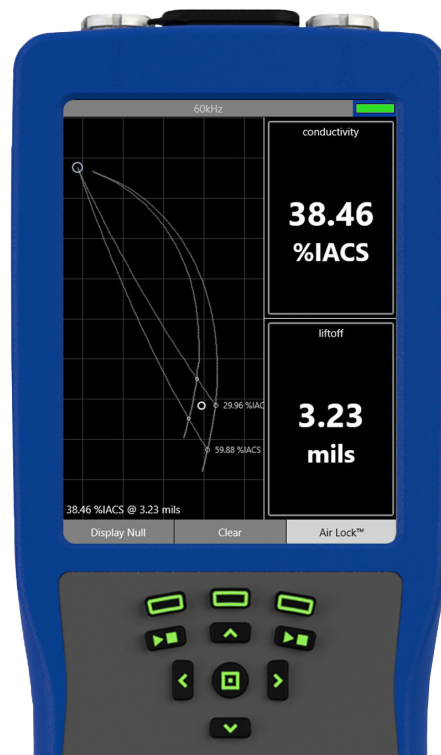 60kHz
conductivity
38.46
%IACS
liftoff
3.23
mils
29.96 %IAC
59.88 %IACS
38.46 %IACS @ 3.23 mils
Display Null
Clear
Air Lock™